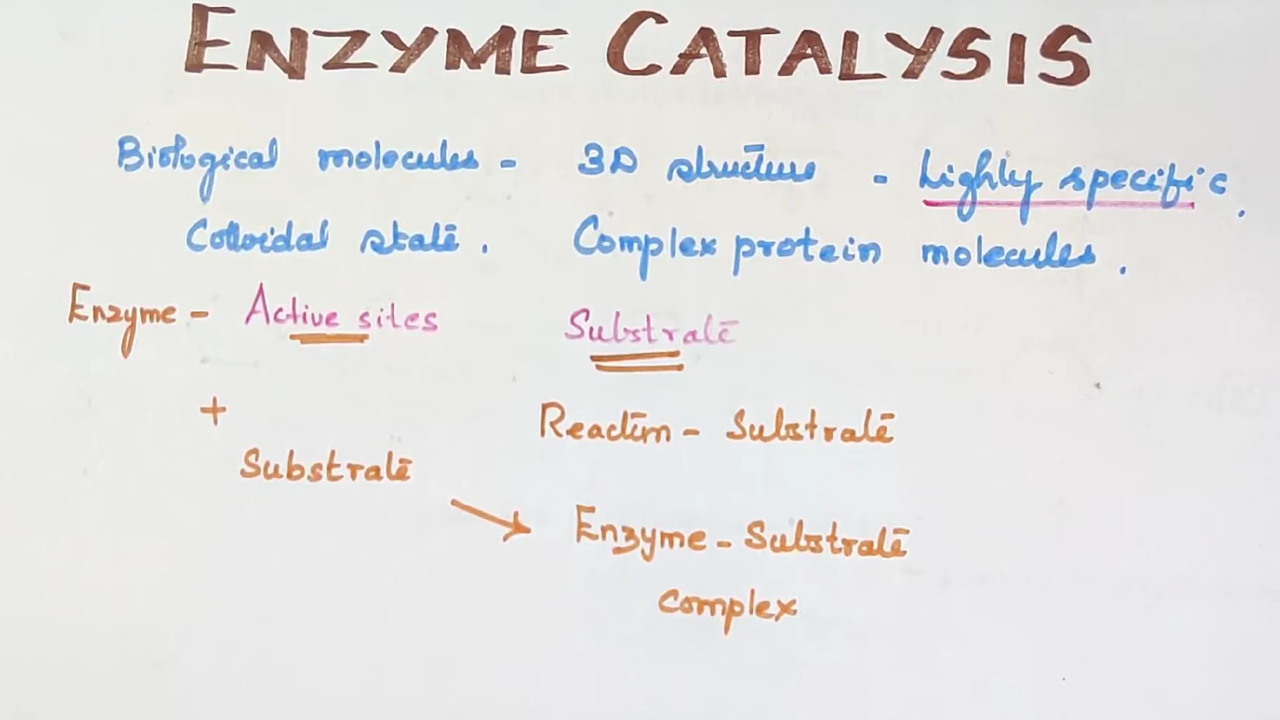 ENZYME CATALYSIS
Biological molecules - 3D structure - highly specific.
Colloidal state. Complex protein molecules.
Enzyme - Active sites Substrate
+ Reaction - Substrate
Substrate
→ Enzyme - Substrate
complex